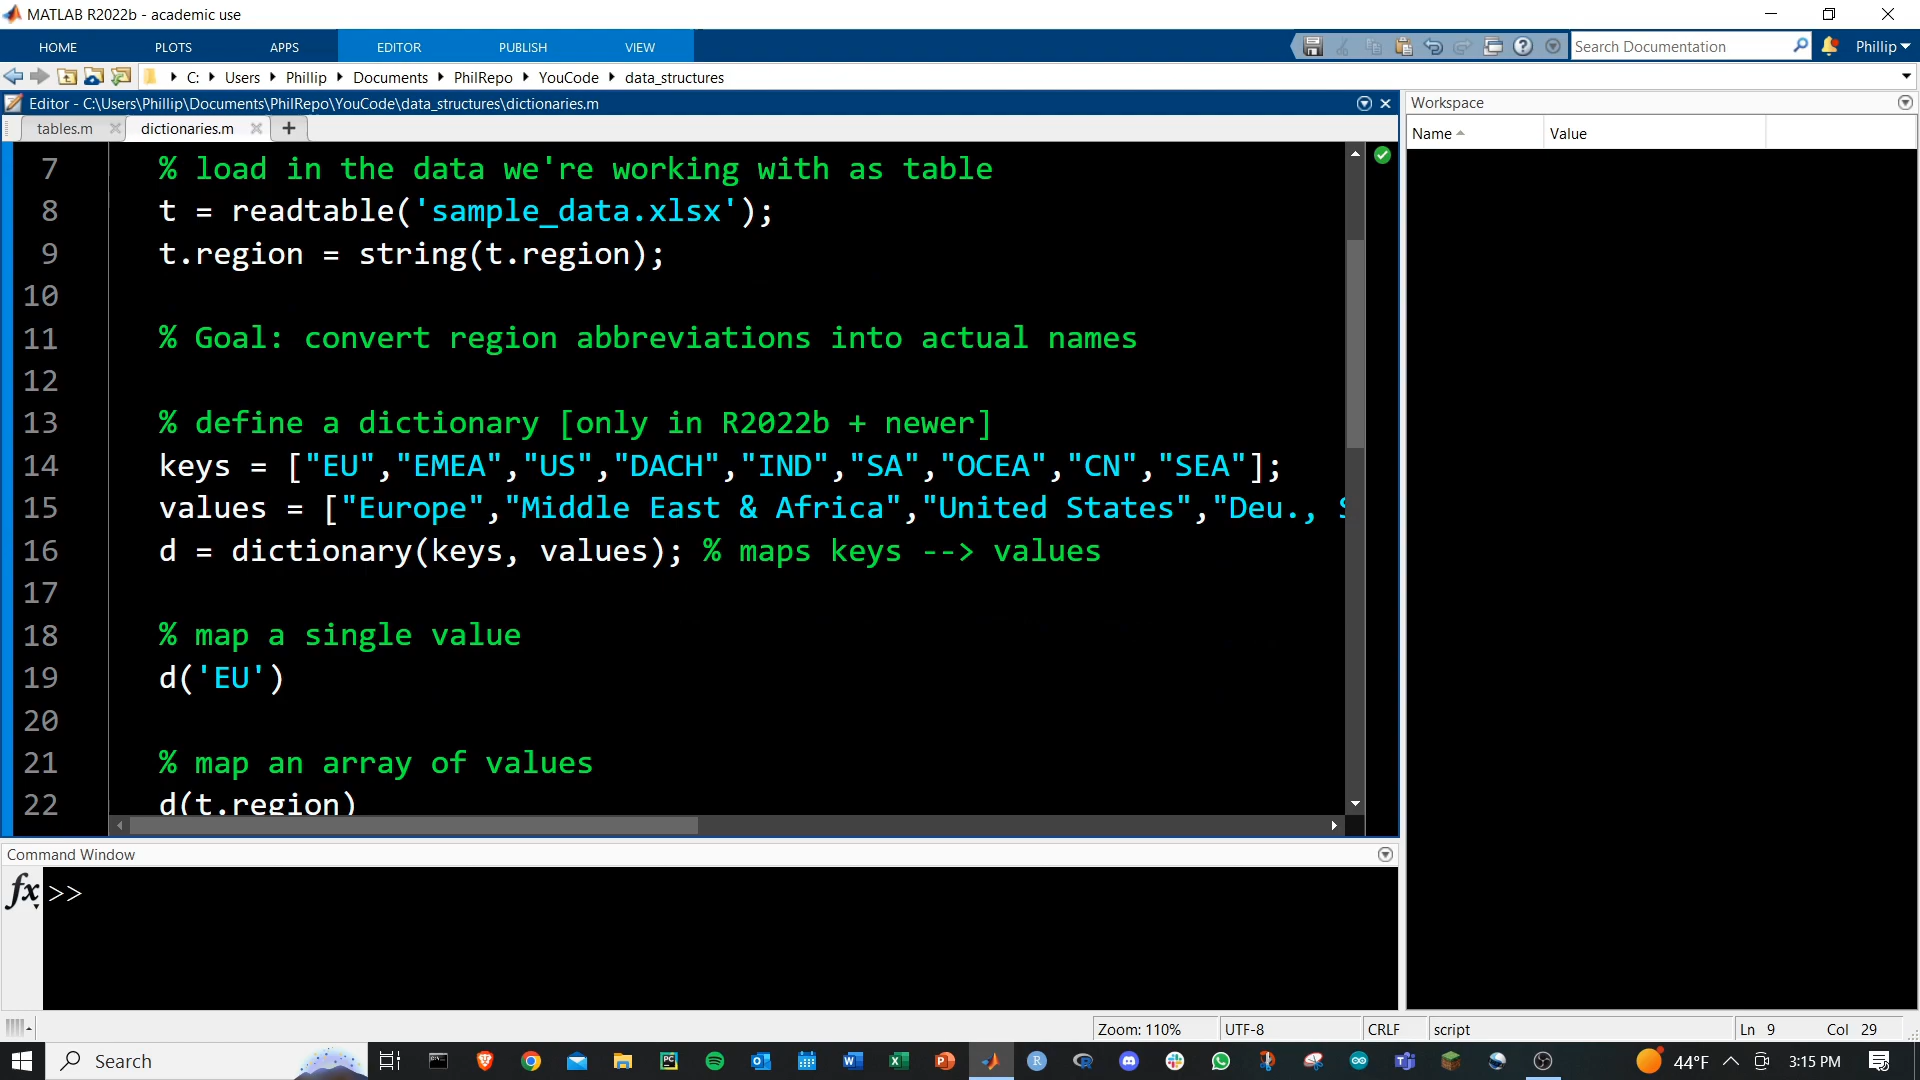 MATLAB R2022b - academic use
HOME PLOTS APPS EDITOR PUBLISH VIEW Search Documentation Phillip
C: Users Phillip Documents PhilRepo YouCode data_structures
Editor - C:\Users\Phillip\Documents\PhilRepo\YouCode\data_structures\dictionaries.m
tables.m dictionaries.m
7 % load in the data we're working with as table
8 t = readtable('sample_data.xlsx');
9 t.region = string(t.region);
10
11 % Goal: convert region abbreviations into actual names
12
13 % define a dictionary [only in R2022b + newer]
14 keys = ["EU","EMEA","US","DACH","IND","SA","OCEA","CN","SEA"];
15 values = ["Europe","Middle East & Africa","United States","Deu.,
16 d = dictionary(keys, values); % maps keys --> values
17
18 % map a single value
19 d('EU')
20
21 % map an array of values
22 d(t.region)
Workspace
Name Value
Command Window
fx >>
Zoom: 110% UTF-8 CRLF script Ln 9 Col 29
Search 44°F 3:15 PM